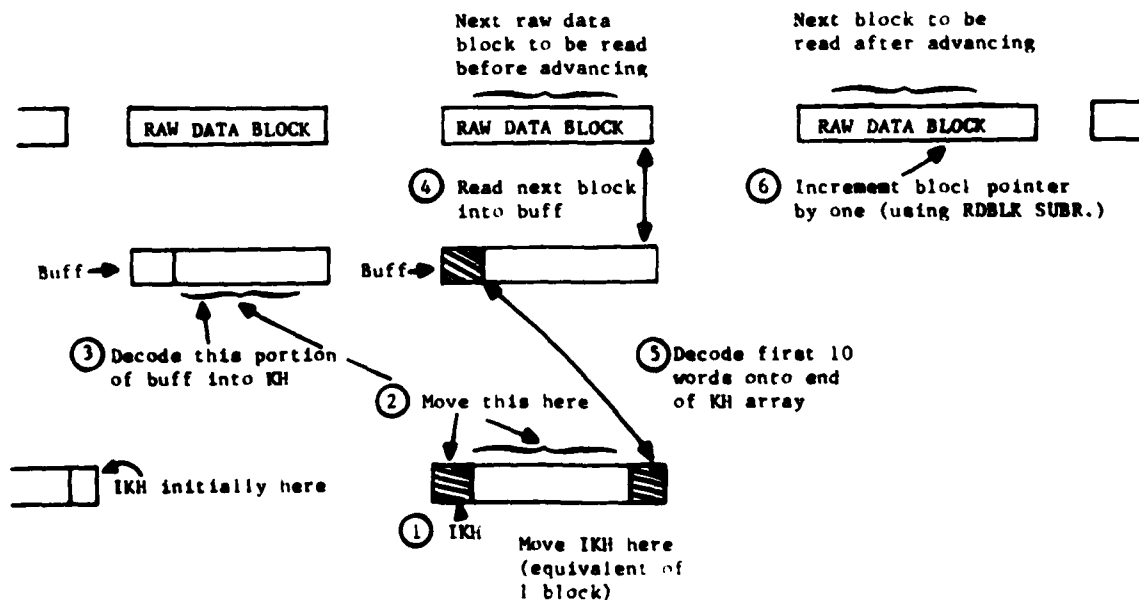 Next raw data
block to be read
before advancing
Next block to be
read after advancing
RAW DATA BLOCK
RAW DATA BLOCK
RAW DATA BLOCK
4 Read next block
into buff
6 Increment block pointer
by one (using RDBLK SUBR.)
Buff
Buff
3 Decode this portion
of buff into KH
5 Decode first 10
words onto end
of KH array
2 Move this here
IKH initially here
1 IKH
Move IKH here
(equivalent of
1 block)